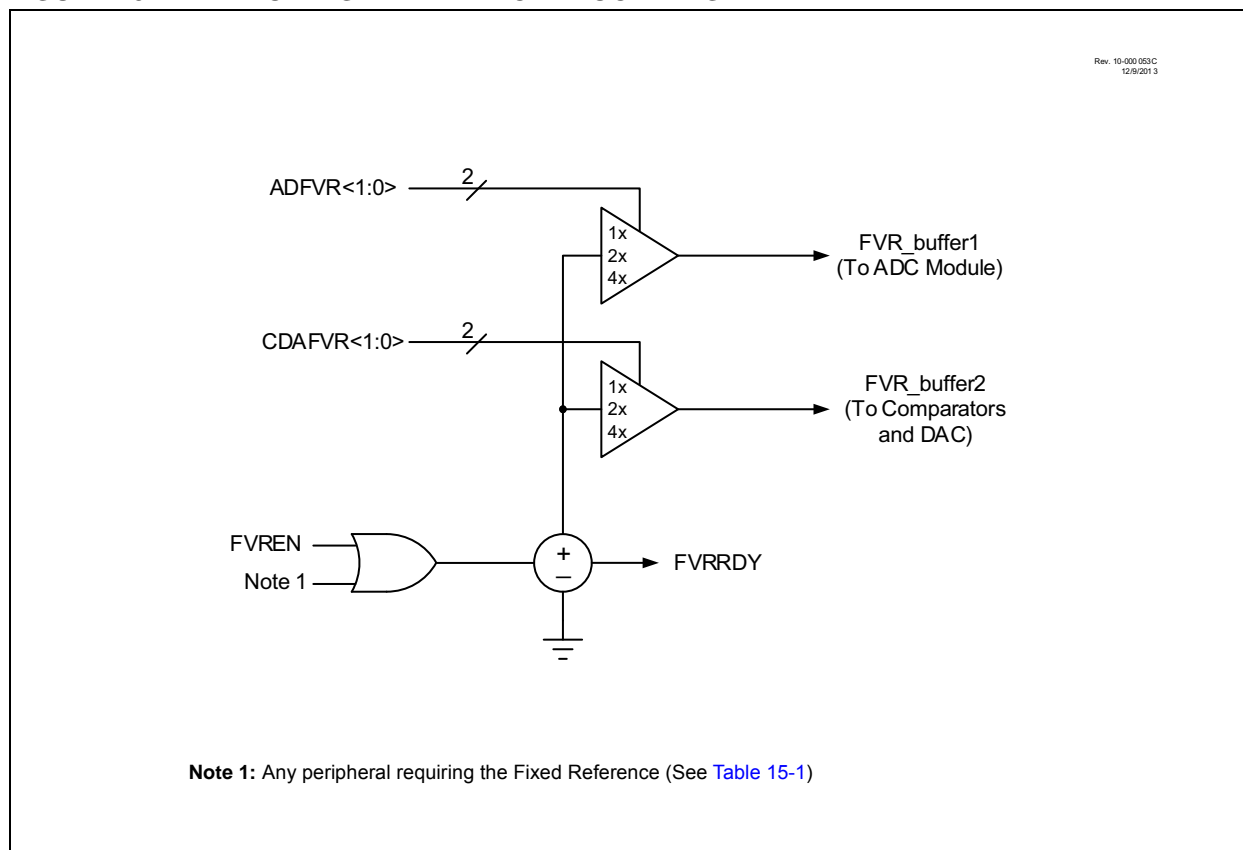 Rev. 10-000 053C
12/9/201 3
ADFVR<1:0>
2
1x
2x
4x
FVR_buffer1
(To ADC Module)
CDAFVR<1:0>
2
1x
2x
4x
FVR_buffer2
(To Comparators
and DAC)
FVREN
Note 1
+
−
FVRRDY
Note 1: Any peripheral requiring the Fixed Reference (See Table 15-1)